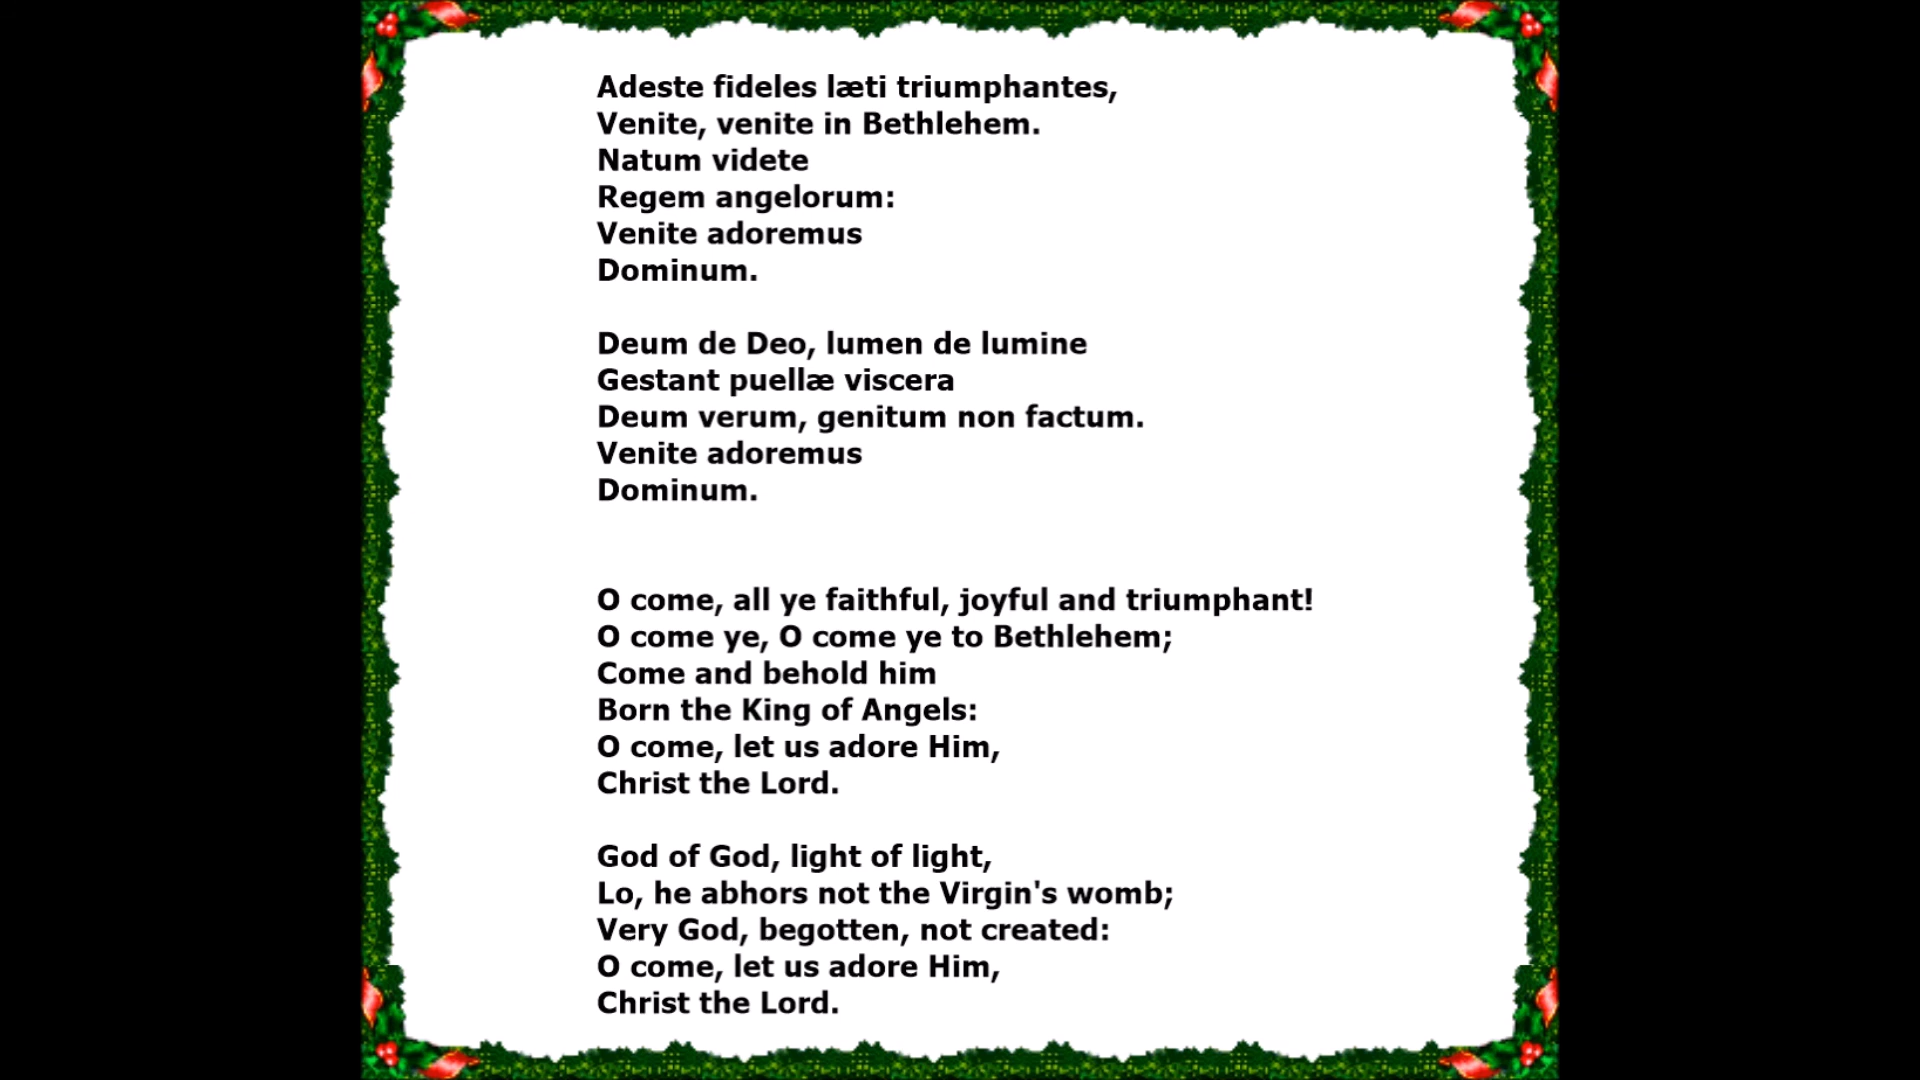 Adeste fideles læti triumphantes,
Venite, venite in Bethlehem.
Natum videte
Regem angelorum:
Venite adoremus
Dominum.
Deum de Deo, lumen de lumine
Gestant puellæ viscera
Deum verum, genitum non factum.
Venite adoremus
Dominum.
O come, all ye faithful, joyful and triumphant!
O come ye, O come ye to Bethlehem;
Come and behold him
Born the King of Angels:
O come, let us adore Him,
Christ the Lord.
God of God, light of light,
Lo, he abhors not the Virgin's womb;
Very God, begotten, not created:
O come, let us adore Him,
Christ the Lord.